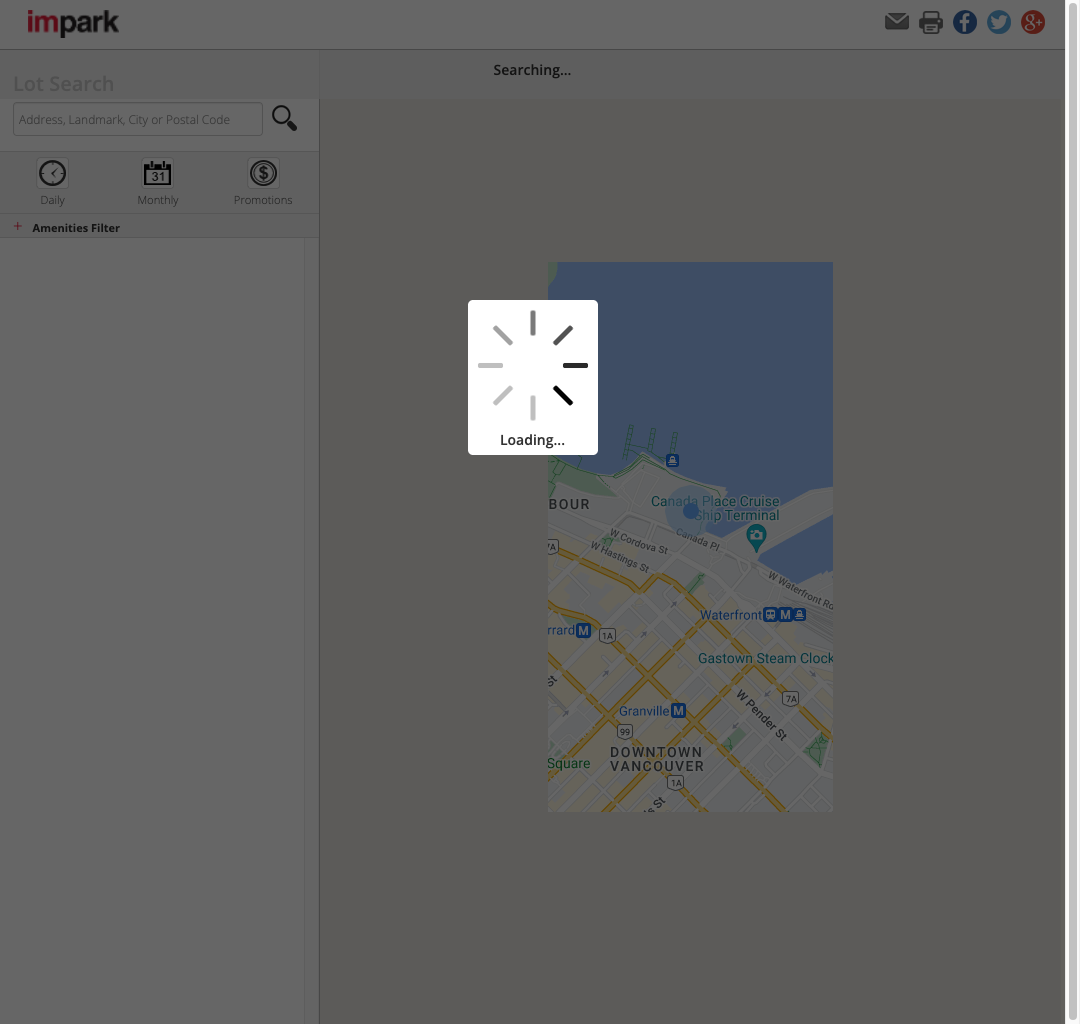 impark
Searching...
Lot Search
Address, Landmark, City or Postal Code
31
$
Daily
Monthly
Promotions
+ Amenities Filter
Loading...
BOUR
Canada Place Cruise
Ship Terminal
Canada Pl
W Cordova St
7A
W Hastings St
W Waterfront Rd
Waterfront
M
rrard
M
1A
Gastown Steam Clock
St
7A
W Pender St
Granville
M
99
DOWNTOWN
VANCOUVER
Square
1A
s St
f
g+